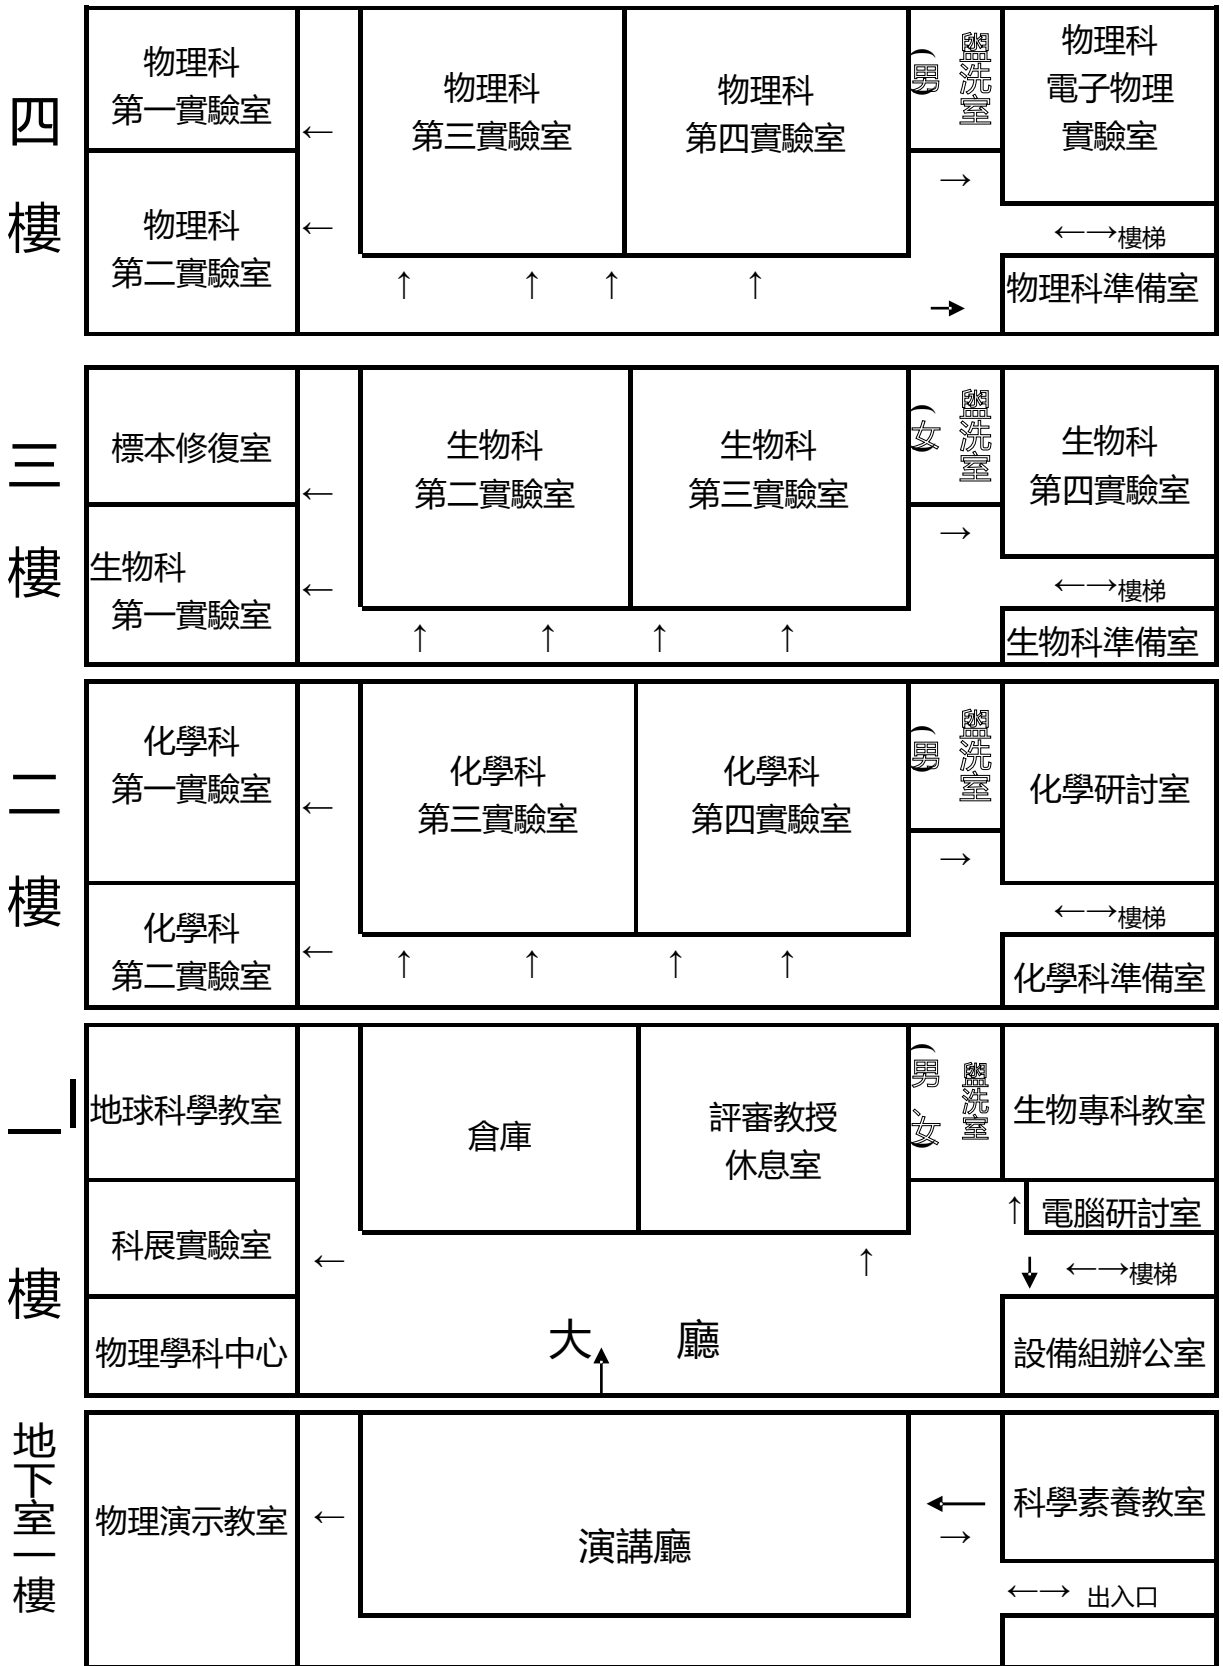 四樓
物理科
第一實驗室
←
物理科
第二實驗室
←
物理科
第三實驗室
物理科
第四實驗室
盥洗室
(男)
→
物理科
電子物理
實驗室
←→樓梯
物理科準備室
↑ ↑ ↑ ↑ →
三樓
標本修復室
←
生物科
第一實驗室
←
生物科
第二實驗室
生物科
第三實驗室
盥洗室
(女)
→
生物科
第四實驗室
←→樓梯
生物科準備室
↑ ↑ ↑ ↑
二樓
化學科
第一實驗室
←
化學科
第二實驗室
←
化學科
第三實驗室
化學科
第四實驗室
盥洗室
(男)
→
化學研討室
←→樓梯
化學科準備室
↑ ↑ ↑ ↑
一樓
地球科學教室
科展實驗室
←
物理學科中心
倉庫
評審教授
休息室
↑
盥洗室
(男、女)
生物專科教室
↑
電腦研討室
↓
←→樓梯
設備組辦公室
大廳
↑
地下室一樓
物理演示教室
←
演講廳
←
→
科學素養教室
←→ 出入口